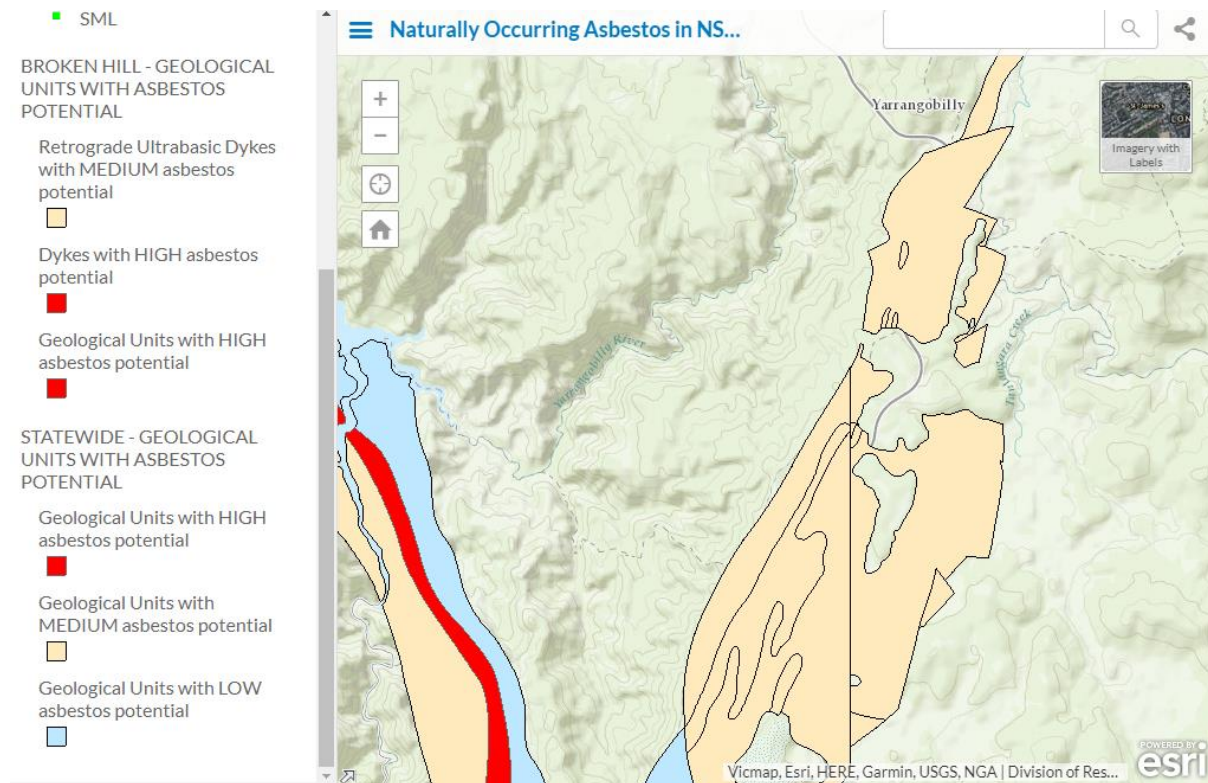 SML
BROKEN HILL - GEOLOGICAL
UNITS WITH ASBESTOS
POTENTIAL
Retrograde Ultrabasic Dykes
with MEDIUM asbestos
potential
Dykes with HIGH asbestos
potential
Geological Units with HIGH
asbestos potential
STATEWIDE - GEOLOGICAL
UNITS WITH ASBESTOS
POTENTIAL
Geological Units with HIGH
asbestos potential
Geological Units with
MEDIUM asbestos potential
Geological Units with LOW
asbestos potential
Naturally Occurring Asbestos in NS...
+
−
Yarrangobilly
Imagery with
Labels
Yarrangobilly River
Creek
Vicmap, Esri, HERE, Garmin, USGS, NGA | Division of Res...
POWERED BY
esri